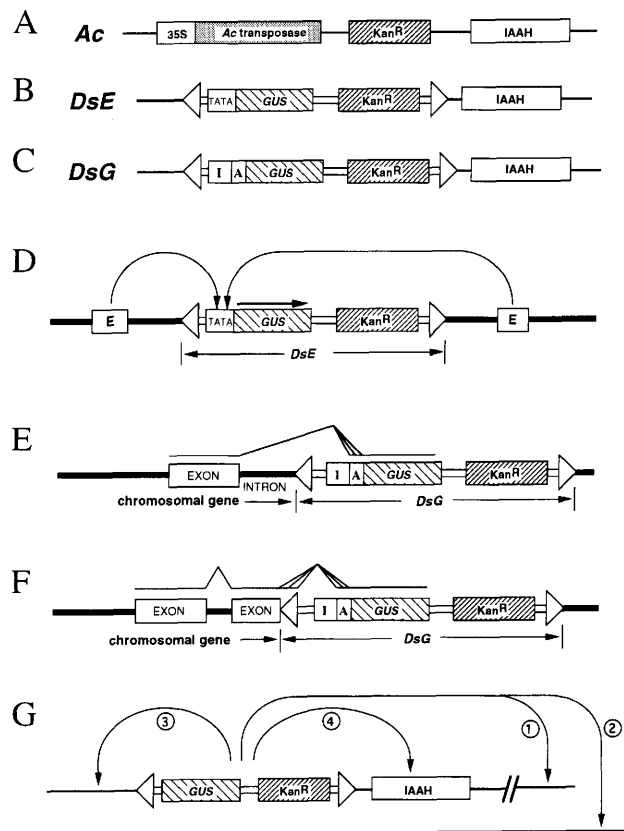 A Ac 35S Ac transposase KanR IAAH
B DsE TATA GUS KanR IAAH
C DsG I A GUS KanR IAAH
D
E TATA GUS KanR E
DsE
E
EXON I A GUS KanR
INTRON
chromosomal gene DsG
F
EXON EXON I A GUS KanR
chromosomal gene DsG
G
3 4 1 2
GUS KanR IAAH